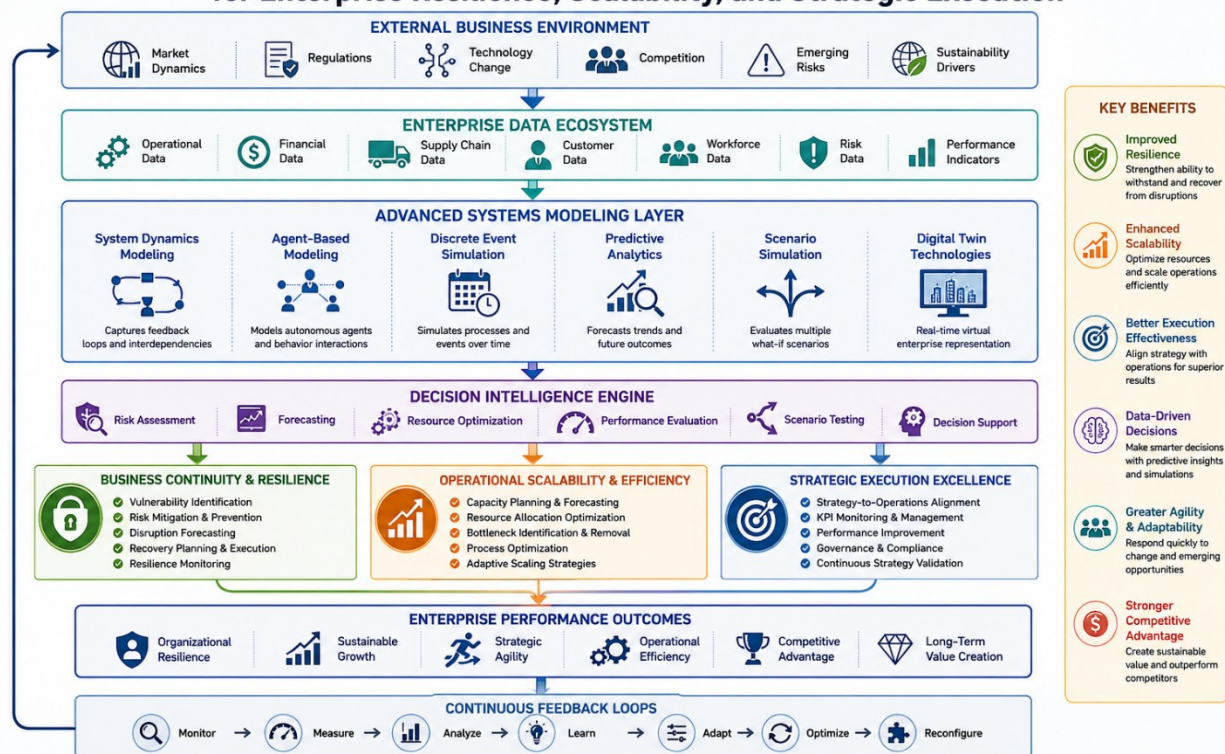 for Enterprise Resilience, Scalability, and Strategic Execution
EXTERNAL BUSINESS ENVIRONMENT
Market
Dynamics
Regulations
Technology
Change
Competition
Emerging
Risks
Sustainability
Drivers
ENTERPRISE DATA ECOSYSTEM
Operational
Data
$
Financial
Data
Supply Chain
Data
Customer
Data
Workforce
Data
Risk
Data
Performance
Indicators
ADVANCED SYSTEMS MODELING LAYER
System Dynamics
Modeling
Captures feedback
loops and interdependencies
Agent-Based
Modeling
Models autonomous agents
and behavior interactions
Discrete Event
Simulation
Simulates processes and
events over time
Predictive
Analytics
Forecasts trends and
future outcomes
Scenario
Simulation
Evaluates multiple
what-if scenarios
Digital Twin
Technologies
Real-time virtual
enterprise representation
DECISION INTELLIGENCE ENGINE
Risk Assessment
Forecasting
Resource Optimization
Performance Evaluation
Scenario Testing
Decision Support
BUSINESS CONTINUITY & RESILIENCE
Vulnerability Identification
Risk Mitigation & Prevention
Disruption Forecasting
Recovery Planning & Execution
Resilience Monitoring
OPERATIONAL SCALABILITY & EFFICIENCY
Capacity Planning & Forecasting
Resource Allocation Optimization
Bottleneck Identification & Removal
Process Optimization
Adaptive Scaling Strategies
STRATEGIC EXECUTION EXCELLENCE
Strategy-to-Operations Alignment
KPI Monitoring & Management
Performance Improvement
Governance & Compliance
Continuous Strategy Validation
ENTERPRISE PERFORMANCE OUTCOMES
Organizational
Resilience
Sustainable
Growth
Strategic
Agility
Operational
Efficiency
Competitive
Advantage
Long-Term
Value Creation
CONTINUOUS FEEDBACK LOOPS
Monitor
Measure
Analyze
Learn
Adapt
Optimize
Reconfigure
KEY BENEFITS
Improved
Resilience
Strengthen ability to
withstand and recover
from disruptions
Enhanced
Scalability
Optimize resources
and scale operations
efficiently
Better Execution
Effectiveness
Align strategy with
operations for superior
results
Data-Driven
Decisions
Make smarter decisions
with predictive insights
and simulations
Greater Agility
& Adaptability
Respond quickly to
change and emerging
opportunities
$
Stronger
Competitive
Advantage
Create sustainable
value and outperform
competitors